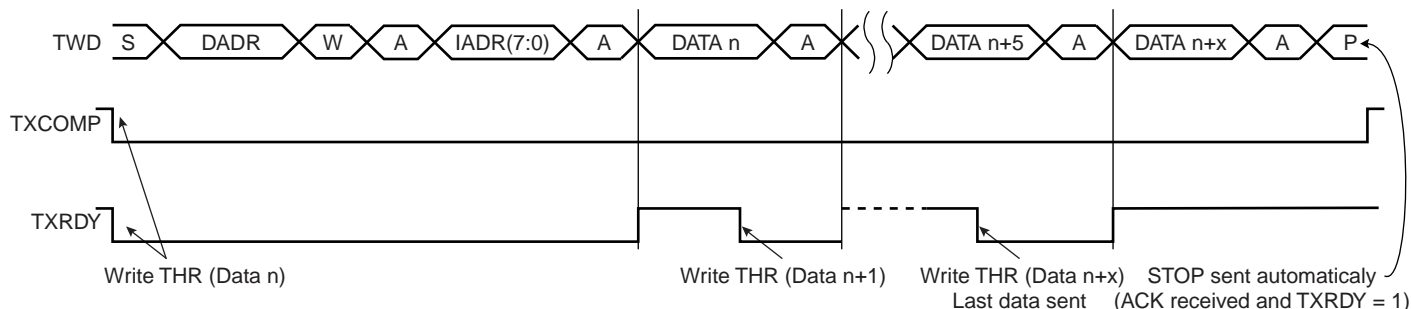 TWD S DADR W A IADR(7:0) A DATA n A DATA n+5 A DATA n+x A P
TXCOMP
TXRDY
Write THR (Data n) Write THR (Data n+1) Write THR (Data n+x) STOP sent automaticaly
Last data sent (ACK received and TXRDY = 1)